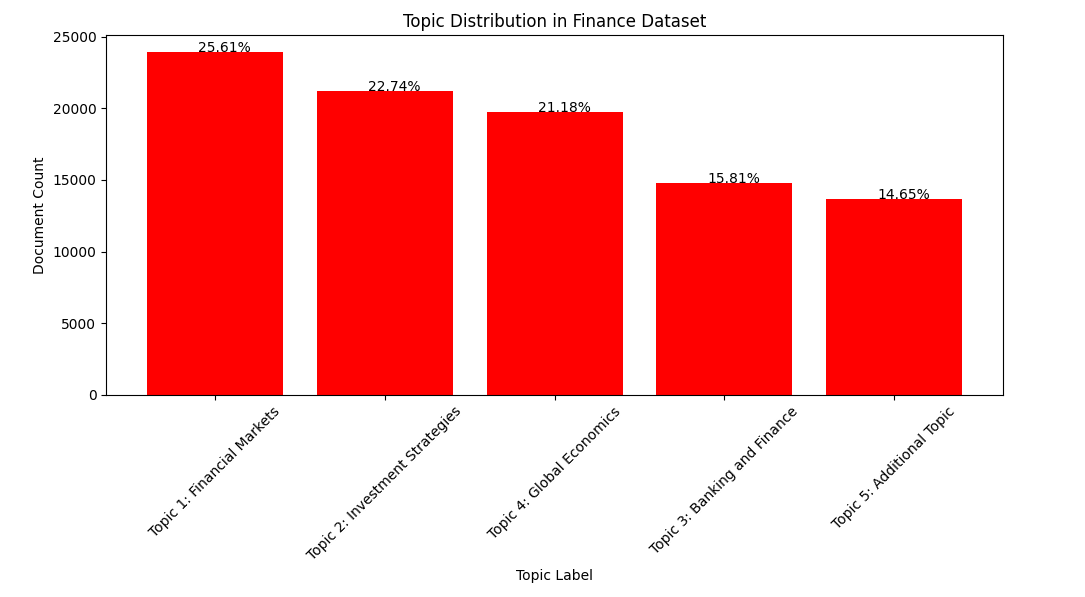 Topic Distribution in Finance Dataset
25000
20000
15000
10000
5000
0
Document Count
25.61%
22.74%
21.18%
15.81%
14.65%
Topic 1: Financial Markets
Topic 2: Investment Strategies
Topic 4: Global Economics
Topic 3: Banking and Finance
Topic 5: Additional Topic
Topic Label